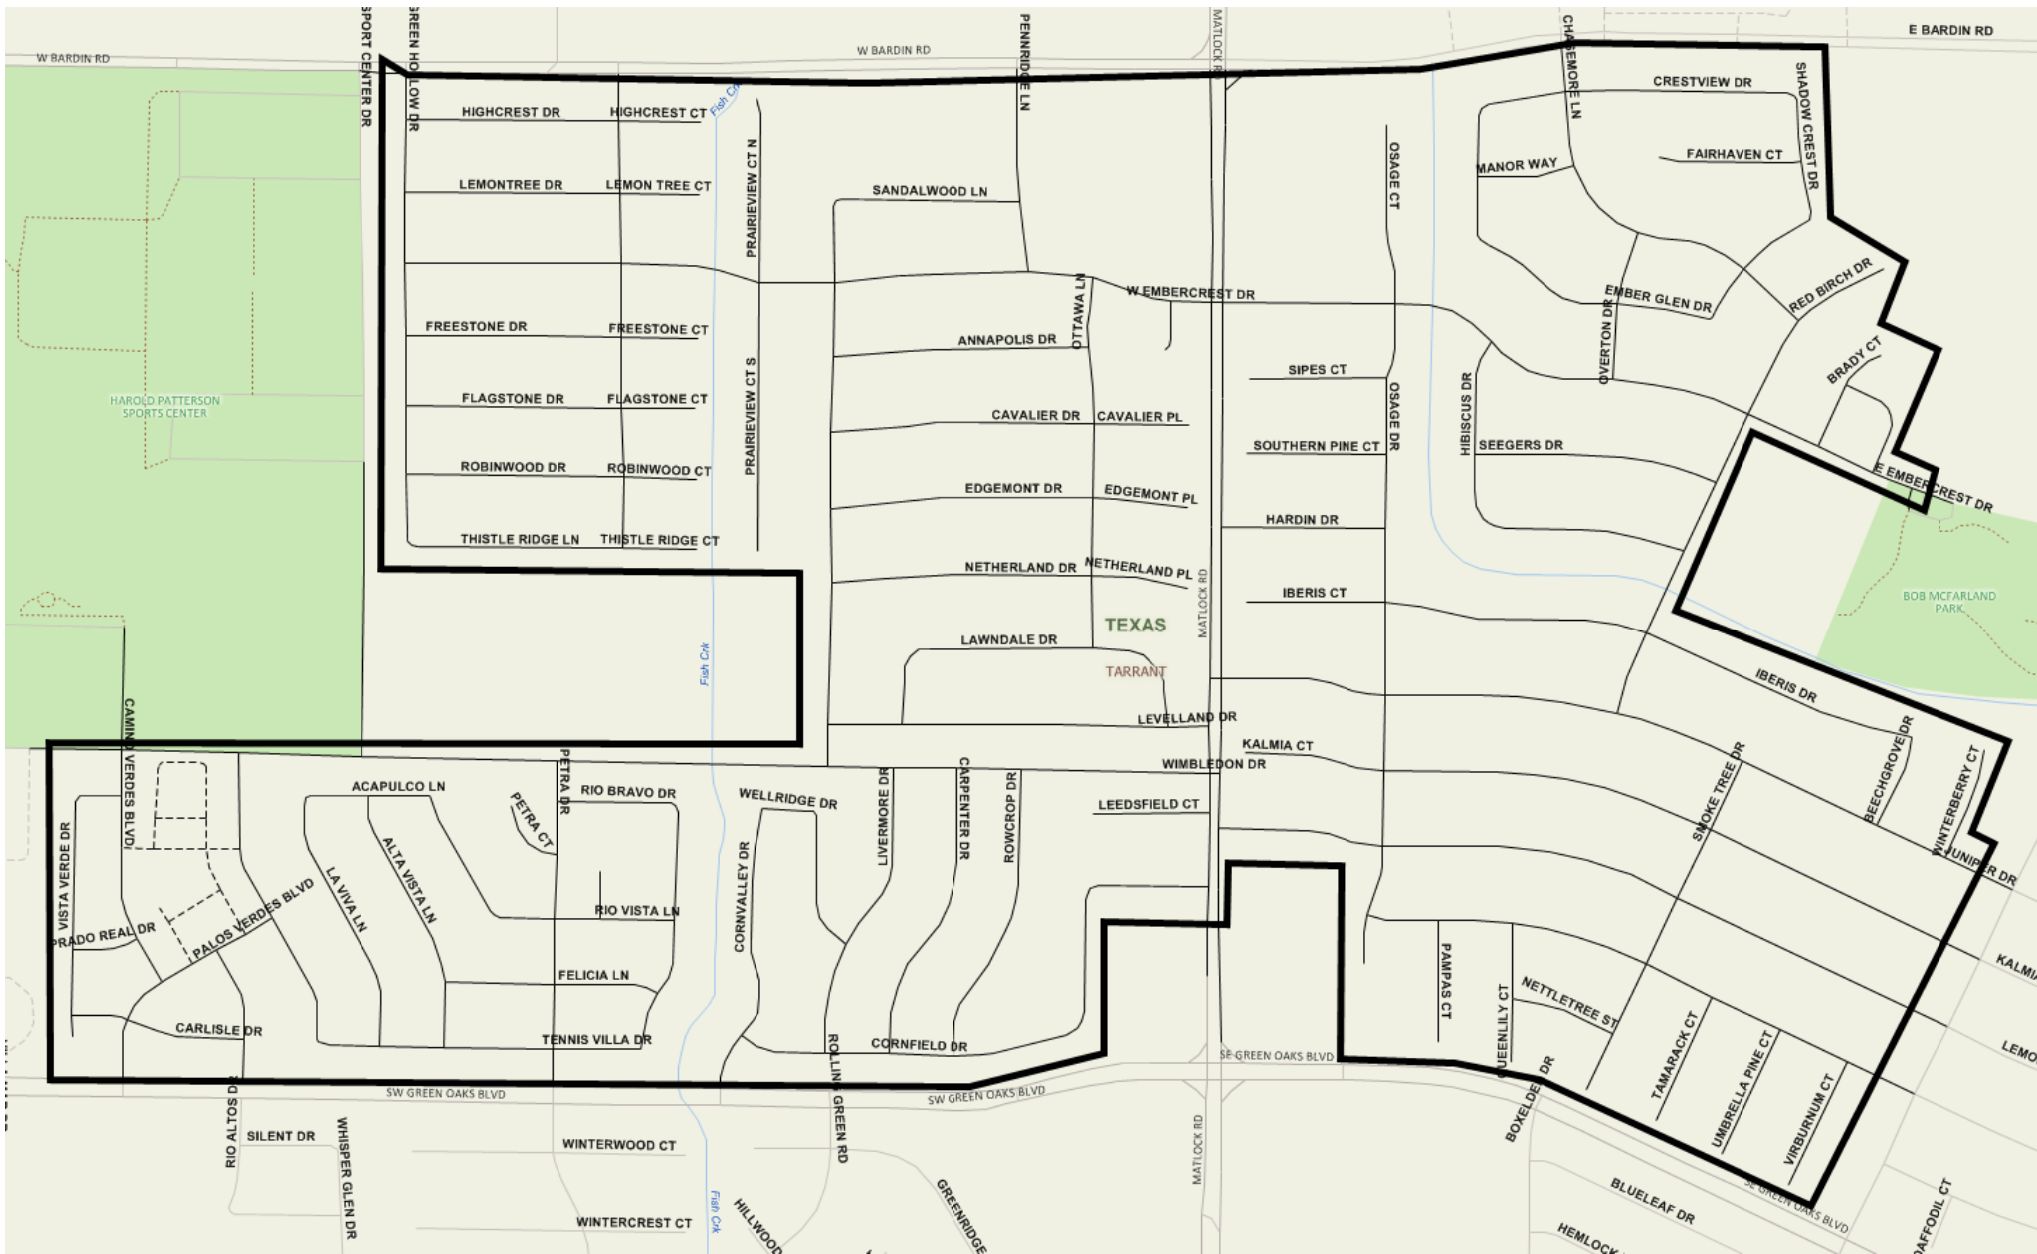 SPORT CENTER DR
GREEN HOLLOW DR
PENNRIDGE LN
MATLOCK RD
CHASEMORE LN
E BARDIN RD
W BARDIN RD
W BARDIN RD
SHADOW CREST DR
CRESTVIEW DR
HIGHCREST DR
HIGHCREST CT
Fish Crk
PRAIRIEVIEW CT N
OSAGE CT
MANOR WAY
FAIRHAVEN CT
LEMONTREE DR
LEMON TREE CT
SANDALWOOD LN
W EMBERCREST DR
OTTAWA LN
EMBER GLEN DR
RED BIRCH DR
OVERTON DR
FREESTONE DR
FREESTONE CT
ANNAPOLIS DR
PRAIRIEVIEW CT S
SIPES CT
HIBISCUS DR
OSAGE DR
BRADY CT
HAROLD PATTERSON
SPORTS CENTER
FLAGSTONE DR
FLAGSTONE CT
CAVALIER DR
CAVALIER PL
SOUTHERN PINE CT
SEEGERS DR
ROBINWOOD DR
ROBINWOOD CT
EDGEMONT DR
EDGEMONT PL
E EMBERCREST DR
HARDIN DR
THISTLE RIDGE LN
THISTLE RIDGE CT
NETHERLAND DR
NETHERLAND PL
MATLOCK RD
IBERIS CT
BOB MCFARLAND
PARK
TEXAS
LAWNDALE DR
Fish Crk
TARRANT
IBERIS DR
CAMINO VERDES BLVD
LEVELLAND DR
KALMIA CT
WIMBLEDON DR
BEECHGROVE DR
SMOKE TREE DR
WINTERBERRY CT
PETRA DR
ACAPULCO LN
RIO BRAVO DR
PETRA CT
WELLRIDGE DR
LIVERMORE DR
CARPENTER DR
ROWCROP DR
LEEDSFIELD CT
JUNIPER DR
VISTA VERDE DR
ALTA VISTA LN
LA VIVA LN
PALOS VERDES BLVD
PRADO REAL DR
RIO VISTA LN
CORNVALLEY DR
FELICIA LN
PAMPAS CT
QUEENLILY CT
NETTLETREE ST
KALMIA
CARLISLE DR
TENNIS VILLA DR
ROLLING GREEN RD
CORNFIELD DR
SE GREEN OAKS BLVD
TAMARACK CT
UMBRELLA PINE CT
VIRBURNUM CT
LEMO
BOXELDER DR
SW GREEN OAKS BLVD
SW GREEN OAKS BLVD
RIO ALTOS DR
SILENT DR
WHISPER GLEN DR
WINTERWOOD CT
MATLOCK RD
Fish Crk
HILLWOOD
GREENRIDGE
WINTERCREST CT
BLUELEAF DR
HEMLOCK
SE GREEN OAKS BLVD
DAFFODIL CT